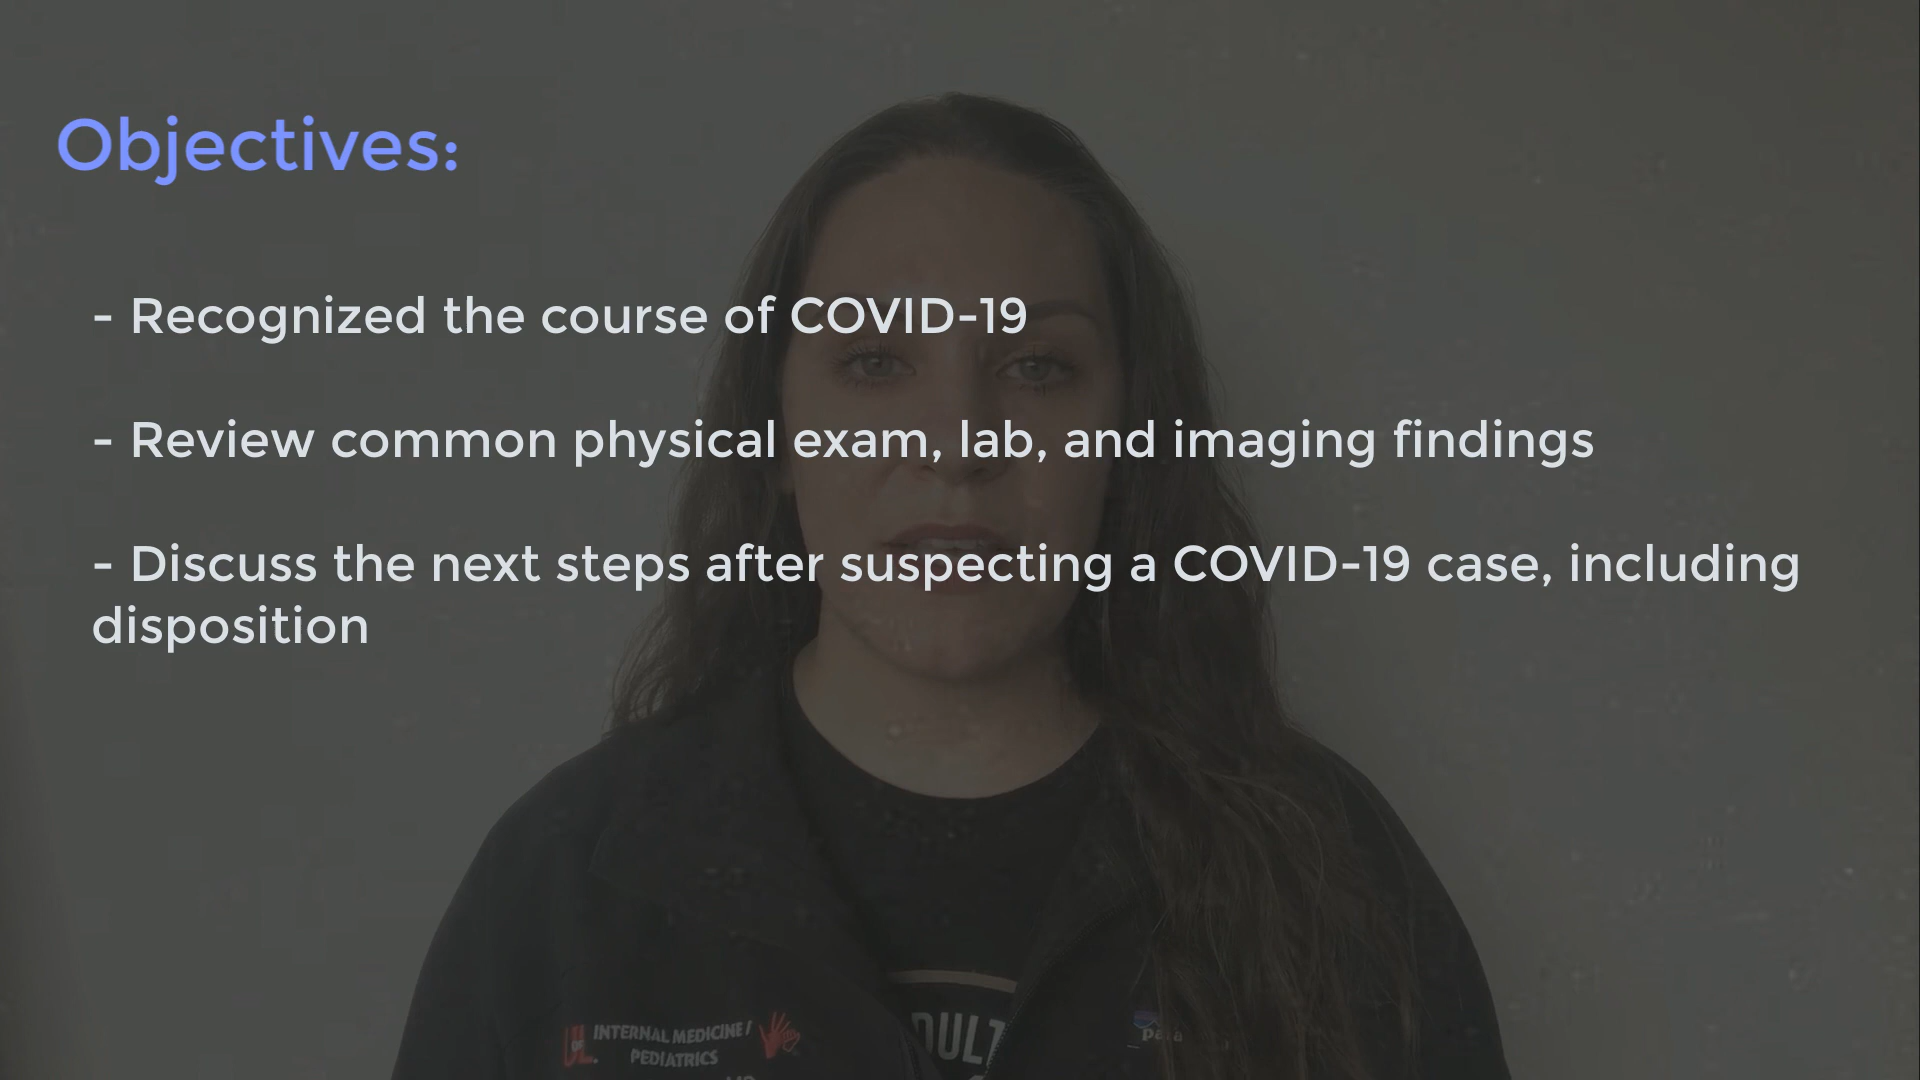 Objectives:
- Recognized the course of COVID-19
- Review common physical exam, lab, and imaging findings
- Discuss the next steps after suspecting a COVID-19 case, including
disposition
INTERNAL MEDICINE /
PEDIATRICS